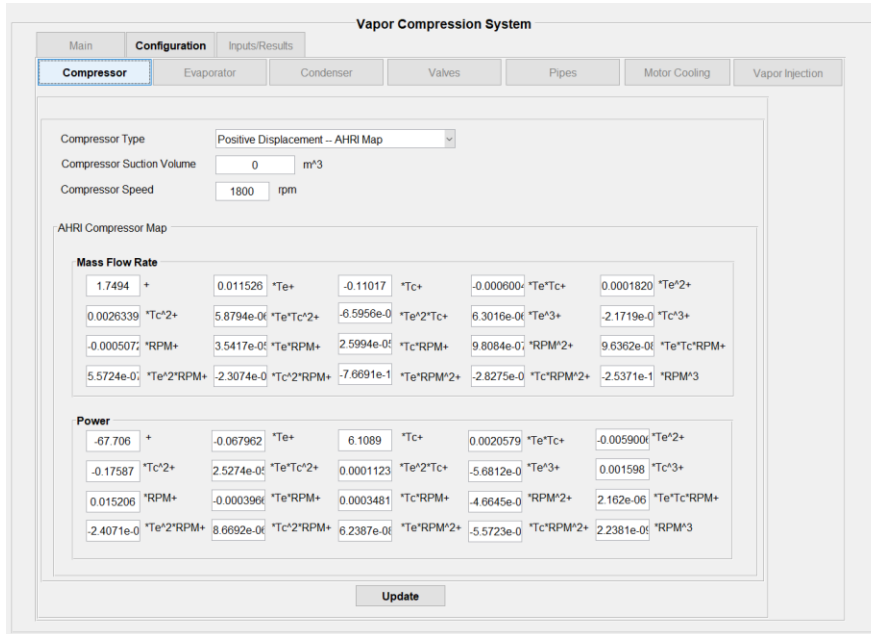 Vapor Compression System
Main Configuration Inputs/Results
Compressor Evaporator Condenser Valves Pipes Motor Cooling Vapor Injection
Compressor Type Positive Displacement -- AHRI Map
Compressor Suction Volume 0 m^3
Compressor Speed 1800 rpm
AHRI Compressor Map
Mass Flow Rate
1.7494 + 0.011526 *Te+ -0.11017 *Tc+ -0.0006004 *Te*Tc+ 0.0001820 *Te^2+
0.0026339 *Tc^2+ 5.8794e-06 *Te*Tc^2+ -6.5956e-0 *Te^2*Tc+ 6.3016e-06 *Te^3+ -2.1719e-0 *Tc^3+
-0.0005072 *RPM+ 3.5417e-05 *Te*RPM+ 2.5994e-05 *Tc*RPM+ 9.8084e-07 *RPM^2+ 9.6362e-08 *Te*Tc*RPM+
5.5724e-07 *Te^2*RPM+ -2.3074e-0 *Tc^2*RPM+ -7.6691e-1 *Te*RPM^2+ -2.8275e-0 *Tc*RPM^2+ -2.5371e-1 *RPM^3
Power
-67.706 + -0.067962 *Te+ 6.1089 *Tc+ 0.0020579 *Te*Tc+ -0.0059006 *Te^2+
-0.17587 *Tc^2+ 2.5274e-05 *Te*Tc^2+ 0.0001123 *Te^2*Tc+ -5.6812e-0 *Te^3+ 0.001598 *Tc^3+
0.015206 *RPM+ -0.0003966 *Te*RPM+ 0.0003481 *Tc*RPM+ -4.6645e-0 *RPM^2+ 2.162e-06 *Te*Tc*RPM+
-2.4071e-0 *Te^2*RPM+ 8.6692e-06 *Tc^2*RPM+ 6.2387e-08 *Te*RPM^2+ -5.5723e-0 *Tc*RPM^2+ 2.2381e-09 *RPM^3
Update